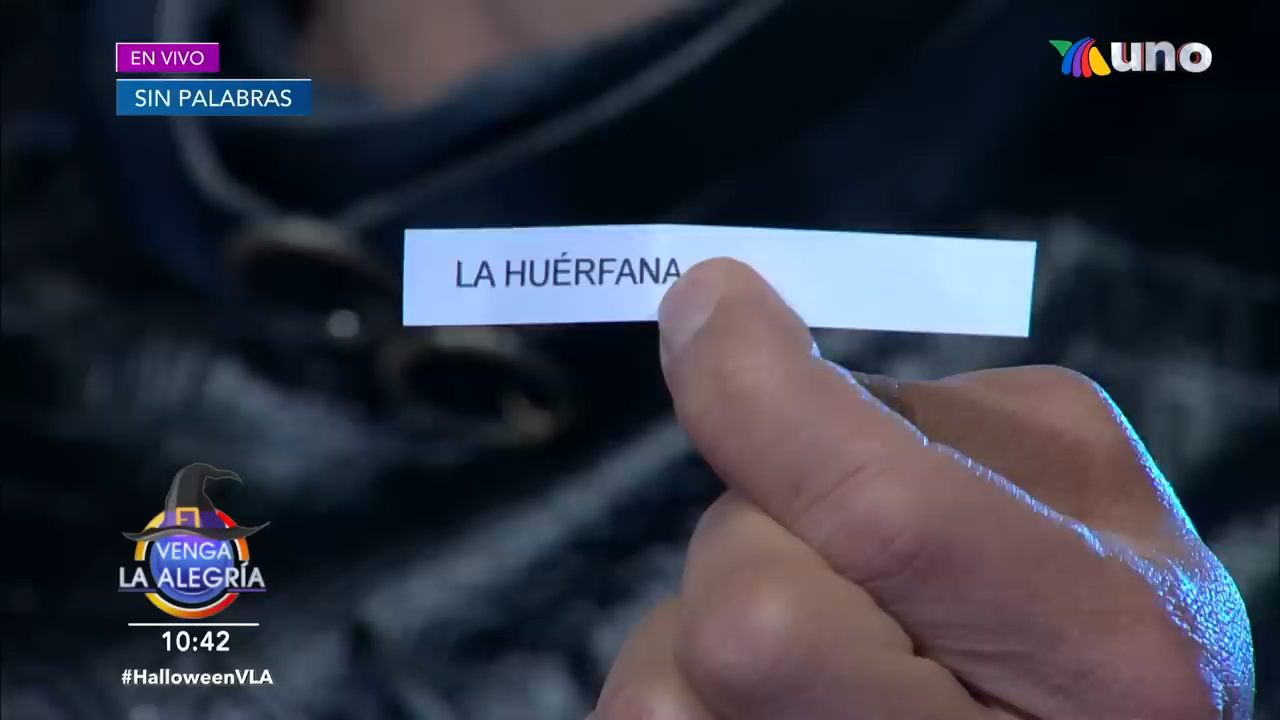 EN VIVO
SIN PALABRAS
uno
LA HUÉRFANA
VENGA
LA ALEGRÍA
10:42
#HalloweenVLA